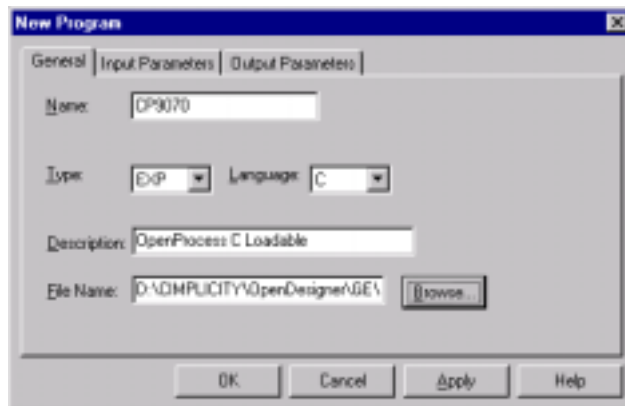 New Program
General Input Parameters Output Parameters
Name: CP9070
Type: EXP Language: C
Description: OpenProcess C Loadable
File Name: D:\CIMPLICITY\OpenDesigner\GE\ Browse...
OK Cancel Apply Help